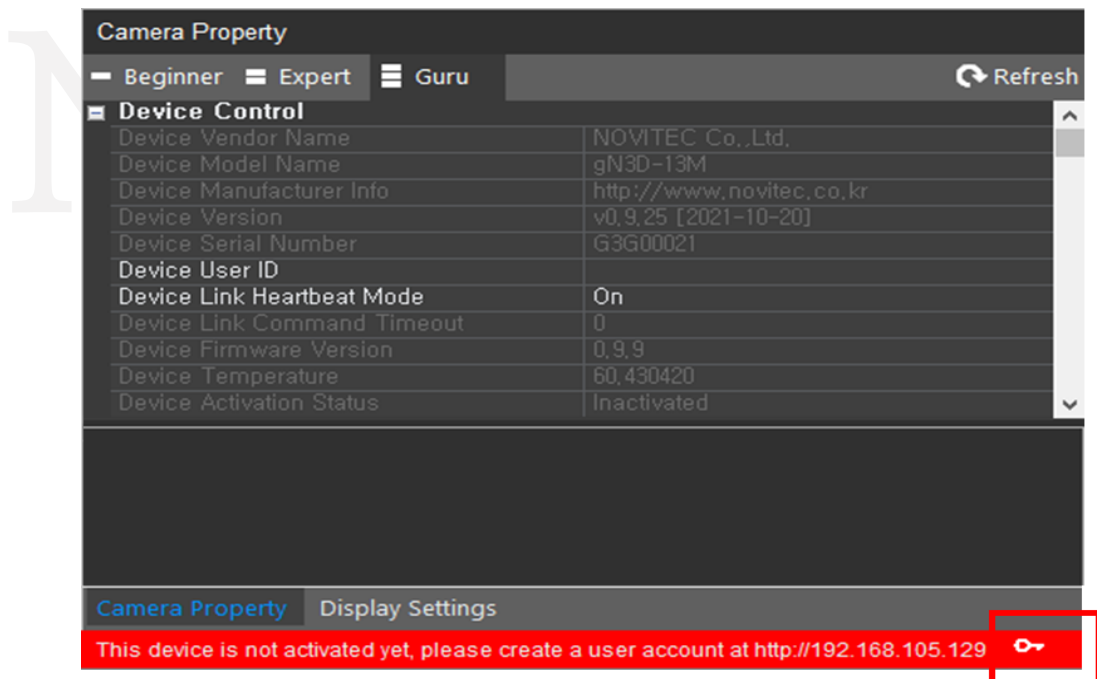 Camera Property
Beginner Expert Guru Refresh
Device Control
Device Vendor Name NOVITEC Co.,Ltd.
Device Model Name gN3D-13M
Device Manufacturer Info http://www.novitec.co.kr
Device Version v0.9.25 [2021-10-20]
Device Serial Number G3G00021
Device User ID
Device Link Heartbeat Mode On
Device Link Command Timeout 0
Device Firmware Version 0.9.9
Device Temperature 60.430420
Device Activation Status Inactivated
Camera Property Display Settings
This device is not activated yet, please create a user account at http://192.168.105.129